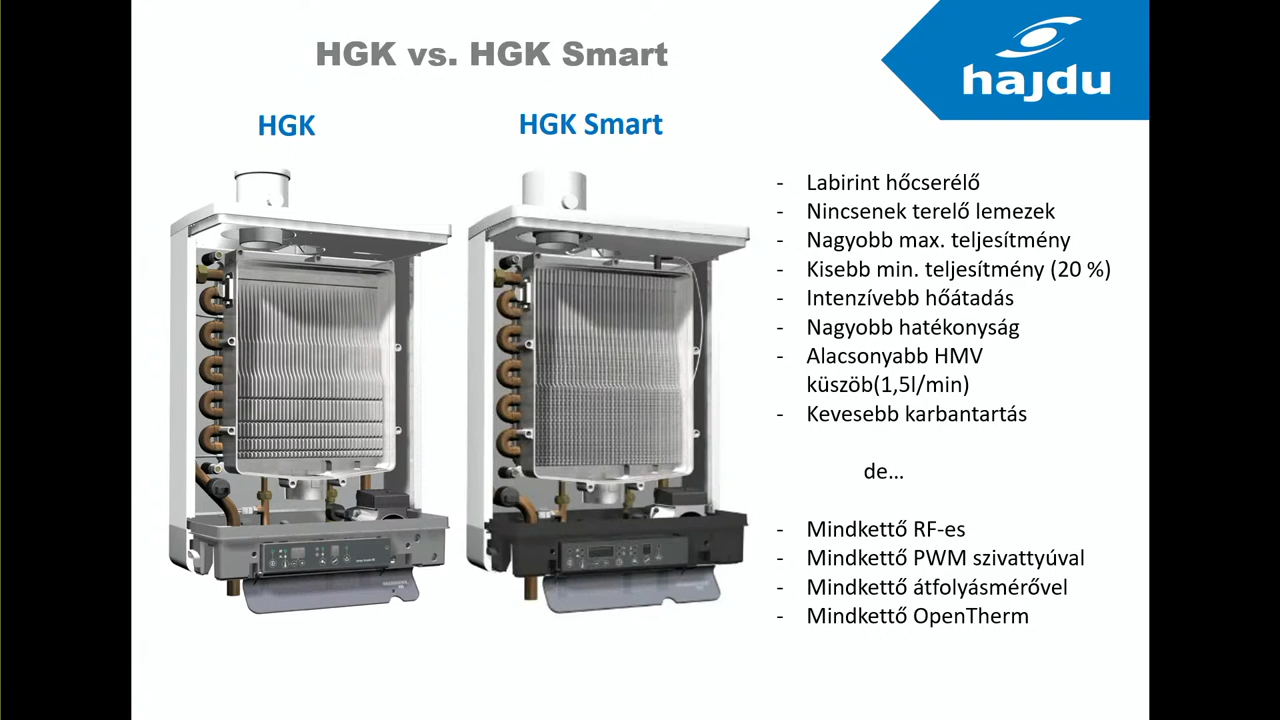 HGK vs. HGK Smart
hajdu
HGK
HGK Smart
- Labirint hőcserélő
- Nincsenek terelő lemezek
- Nagyobb max. teljesítmény
- Kisebb min. teljesítmény (20 %)
- Intenzívebb hőátadás
- Nagyobb hatékonyság
- Alacsonyabb HMV
küszöb(1,5l/min)
- Kevesebb karbantartás
de...
- Mindkettő RF-es
- Mindkettő PWM szivattyúval
- Mindkettő átfolyásmérővel
- Mindkettő OpenTherm